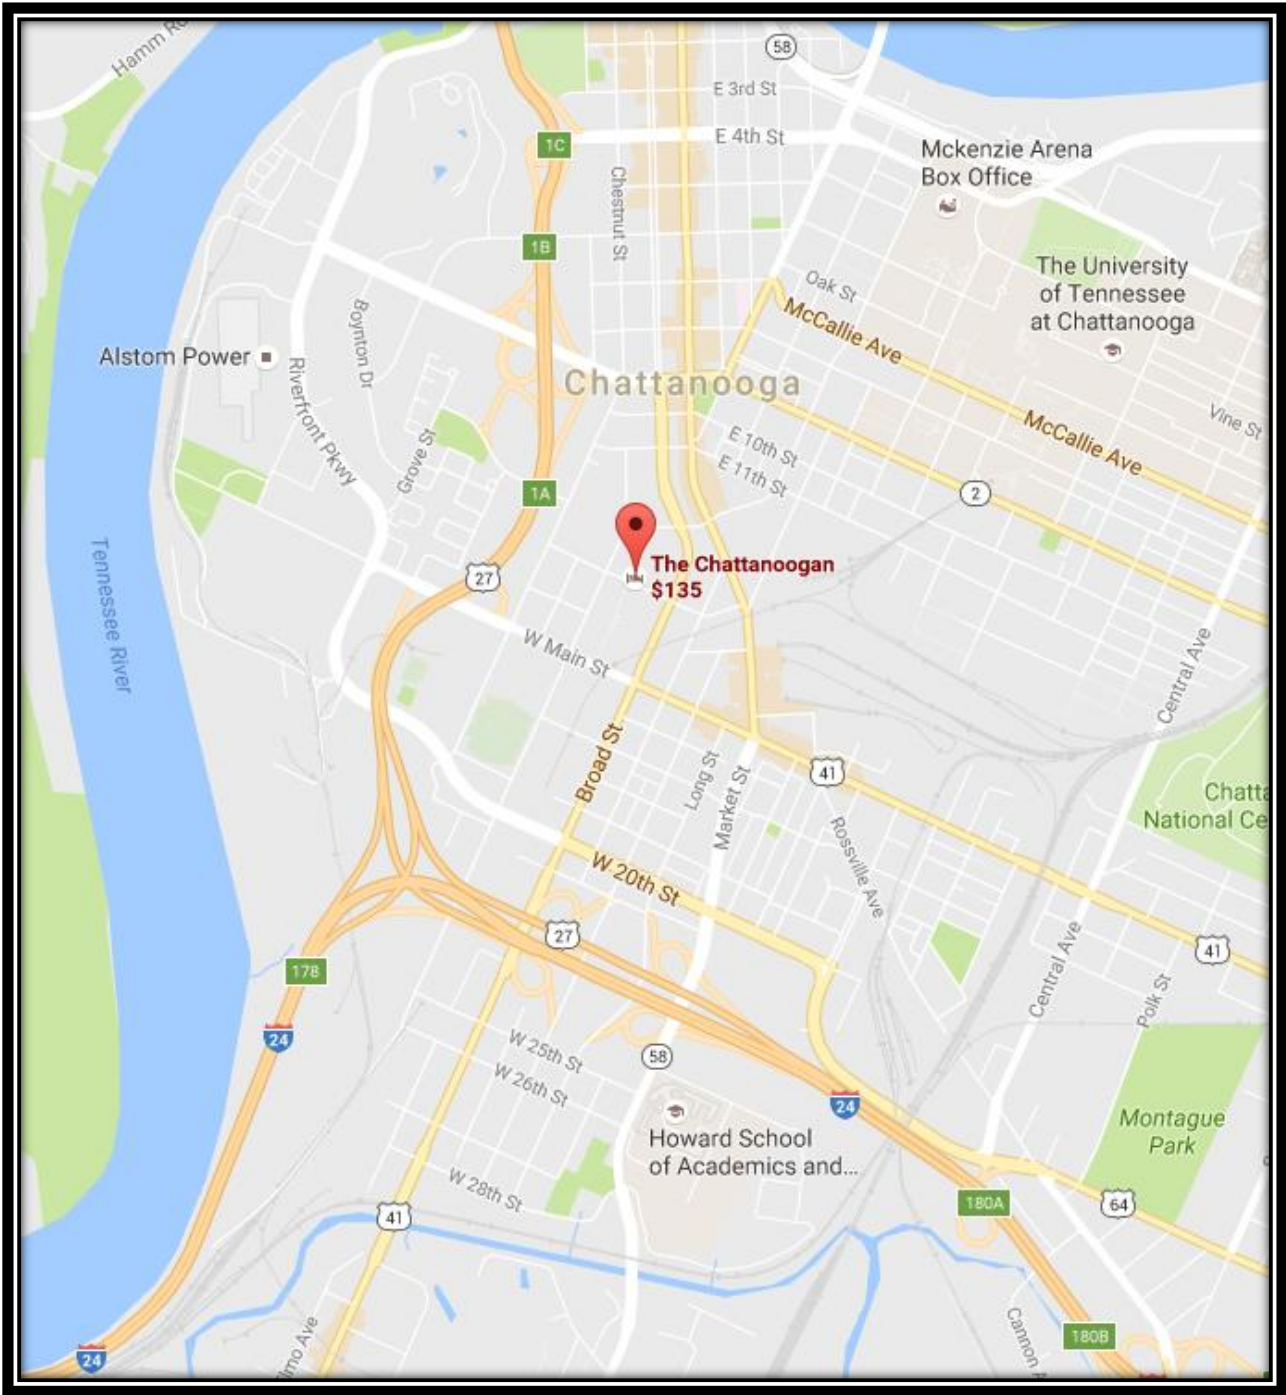 Hamm
58
E 3rd St
E 4th St
1C
Mckenzie Arena
Box Office
Chestnut St
1B
The University
of Tennessee
at Chattanooga
Oak St
McCallie Ave
Boynton Dr
Alstom Power
Riverfront Pkwy
Chattanooga
Vine St
McCallie Ave
Grove St
E 10th St
E 11th St
1A
2
The Chattanoogan
$135
27
Tennessee River
W Main St
Central Ave
Broad St
Long St
Market St
41
Chatta
National Ce
Rossville Ave
W 20th St
27
41
178
Central Ave
Polk St
24
W 25th St
58
W 26th St
24
Howard School
of Academics and...
Montague
Park
W 28th St
41
180A
64
180B
Cannon
24
lmo Ave